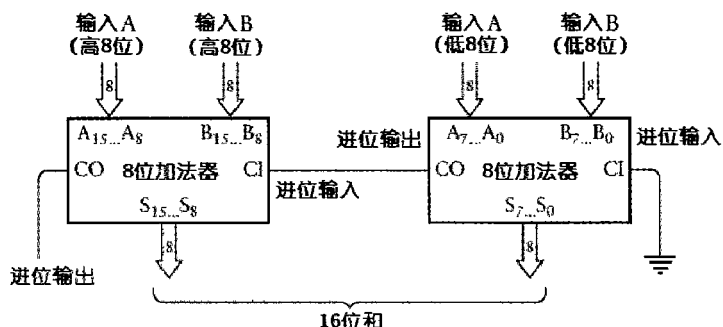 输入A
(高8位)
输入B
(高8位)
输入A
(低8位)
输入B
(低8位)
8
8
8
8
A15...A8
B15...B8
进位输出
A7...A0
B7...B0
进位输入
CO
8位加法器
CI
进位输入
CO
8位加法器
CI
S15...S8
S7...S0
8
8
进位输出
16位和